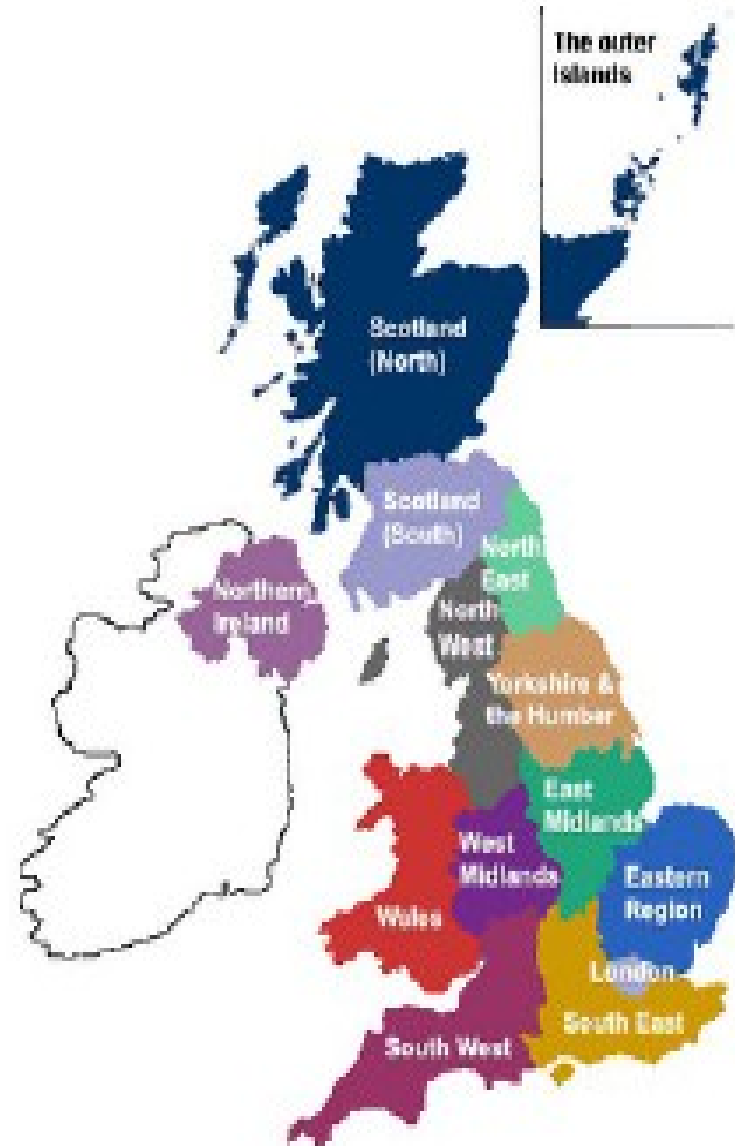 The outer
Islands
Scotland
(North)
Scotland
(South)
North
East
Northern
Ireland
North
West
Yorkshire &
the Humber
East
Midlands
West
Midlands
Eastern
Region
Wales
London
South East
South West